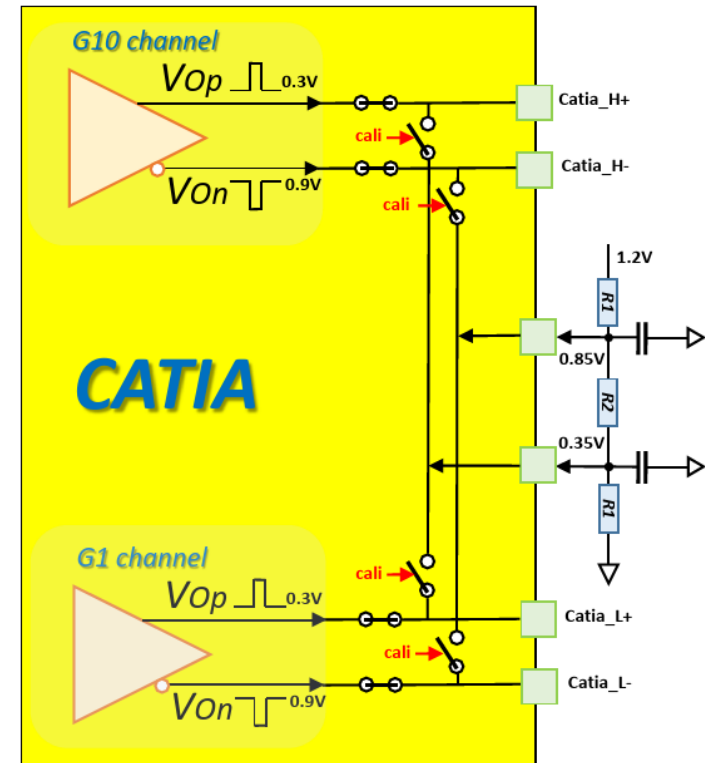 G10 channel
VOp 0.3V
Catia_H+
cali
Catia_H-
VOn 0.9V
cali
1.2V
R1
0.85V
CATIA
R2
0.35V
R1
G1 channel
cali
VOp 0.3V
Catia_L+
cali
VOn 0.9V
Catia_L-